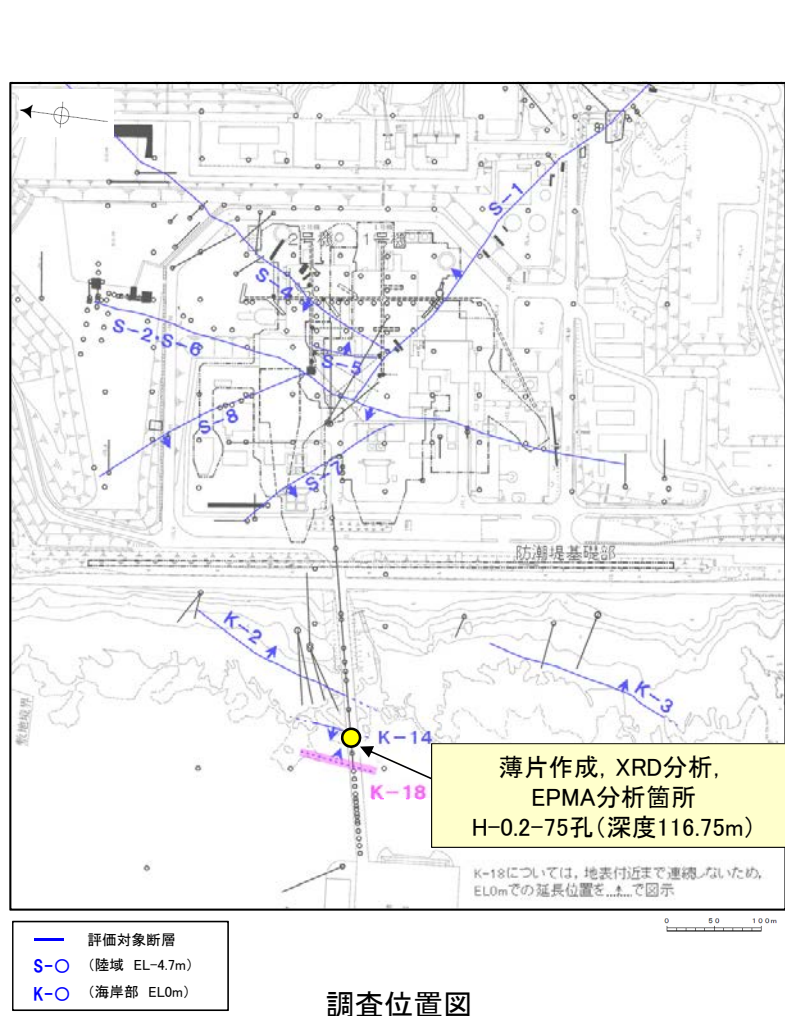 S-1
2号機
1号機
S-4
S-2・S-6
S-5
S-8
S-7
防潮堤基礎部
K-2
K-3
敷地境界
K-14
K-18
薄片作成，XRD分析，
EPMA分析箇所
H-0.2-75孔（深度116.75m）
K-18については，地表付近まで連続しないため，
EL0mでの延長位置を で図示
0 50 100m
評価対象断層
S-○ （陸域 EL-4.7m）
K-○ （海岸部 EL0m）
調査位置図